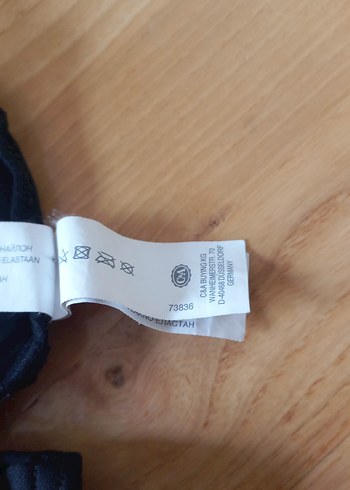 НАЙЛОН
ELASTAAN
C&A
C&A BUYING KG
WANHEIMERSTR. 70
D-40468 DÜSSELDORF
GERMANY
73836
ЕЛАСТАН